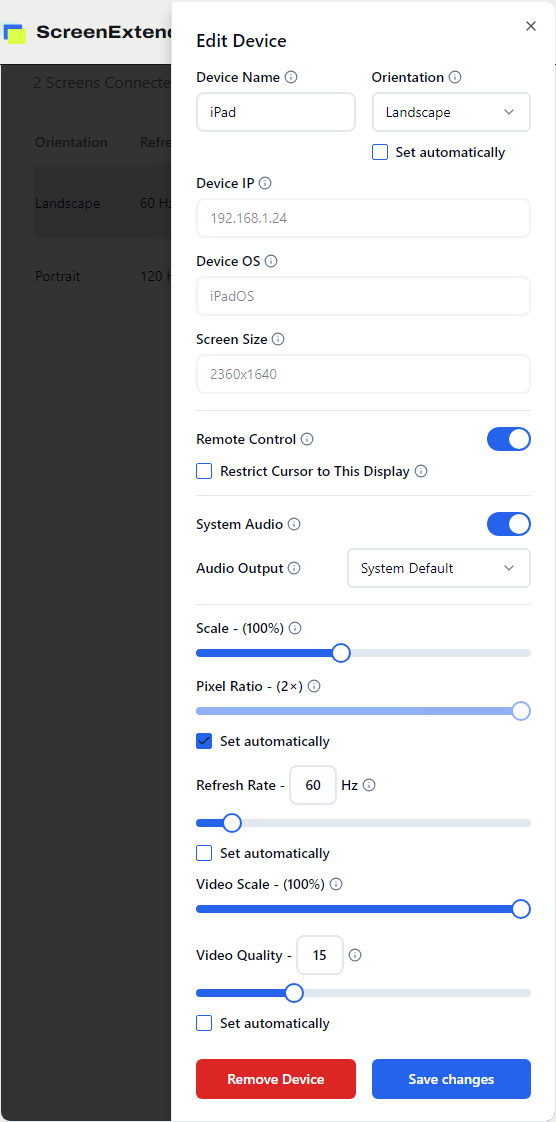 ScreenExtend
2 Screens Connecte
Orientation Refre
Landscape 60 Hz
Portrait 120 H
Edit Device
Device Name Orientation
iPad Landscape
Set automatically
Device IP
192.168.1.24
Device OS
iPadOS
Screen Size
2360x1640
Remote Control
Restrict Cursor to This Display
System Audio
Audio Output System Default
Scale - (100%)
Pixel Ratio - (2×)
Set automatically
Refresh Rate - 60 Hz
Set automatically
Video Scale - (100%)
Video Quality - 15
Set automatically
Remove Device Save changes